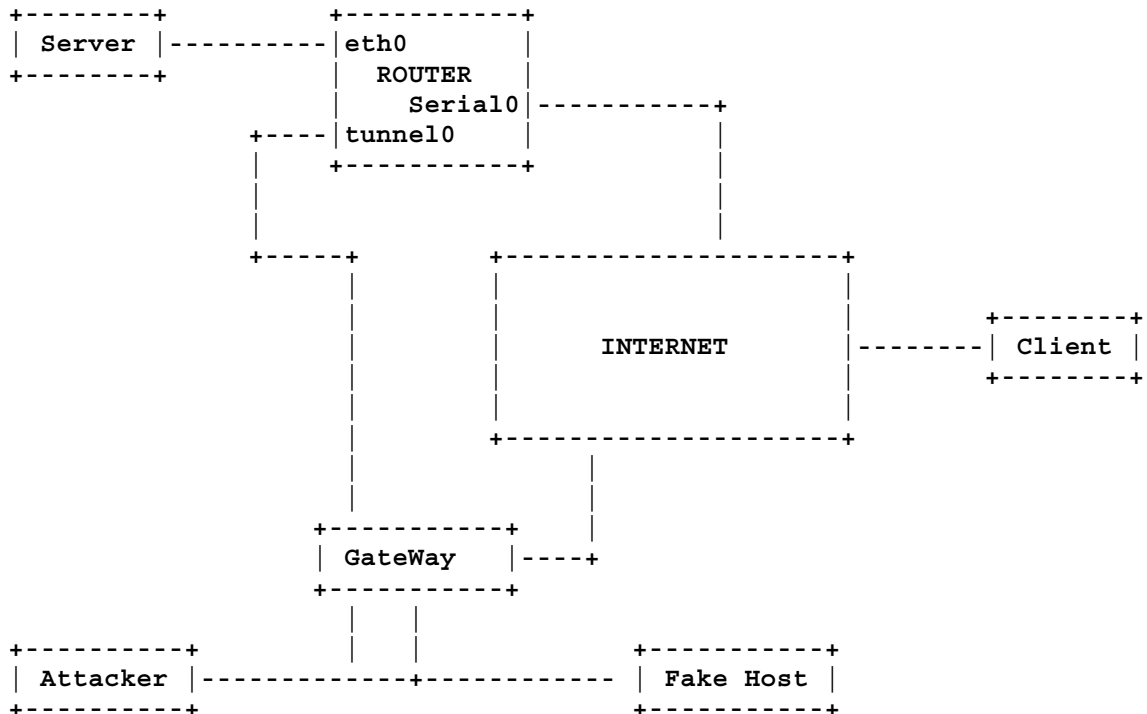 Server
eth0
ROUTER
Serial0
tunnel0
INTERNET
Client
GateWay
Attacker
Fake Host